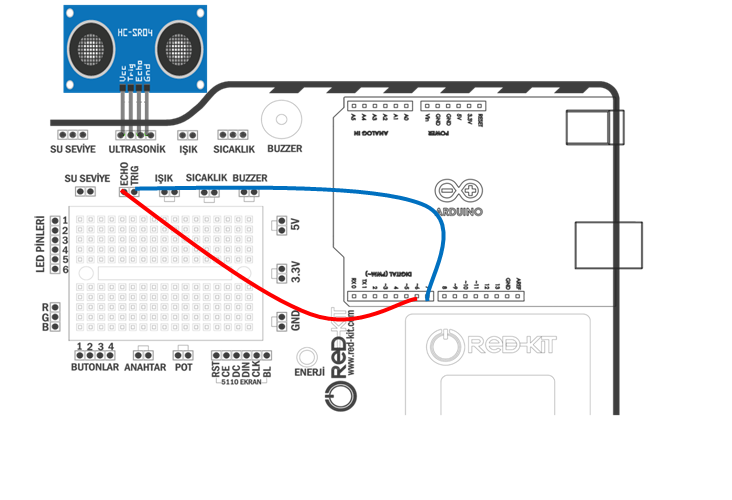 HC-SR04
Vcc
Trig
Echo
Gnd
SU SEVİYE
ULTRASONİK
IŞIK
SICAKLIK
BUZZER
A5
A4
A3
A2
A1
A0
ANALOG IN
Vin
GND
GND
5V
3.3V
RESET
POWER
SU SEVİYE
ECHO
TRIG
IŞIK
SICAKLIK
BUZZER
ARDUINO
LED PİNLERİ
1
2
3
4
5
6
5V
3.3V
GND
DIGITAL (PWM~)
RX 0
TX 1
2
~3
4
~5
~6
7
8
~9
~10
~11
12
13
GND
AREF
R
G
B
1 2 3 4
BUTONLAR
ANAHTAR
POT
RST
CE
DC
DIN
CLK
BL
5110 EKRAN
ENERJİ
ReD-KiT
www.red-kit.com
ReD-KiT